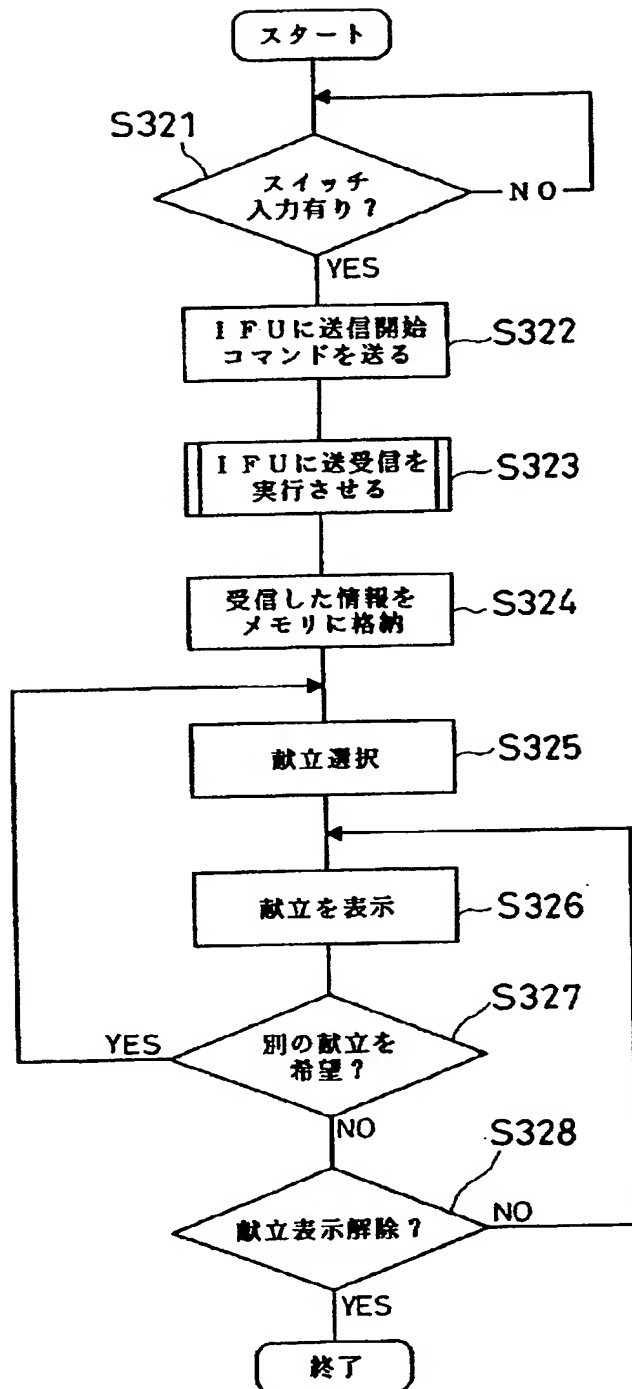 スタート
S321
スイッチ
入力有り?
NO
YES
IFUに送信開始
コマンドを送る
S322
IFUに送受信を
実行させる
S323
受信した情報を
メモリに格納
S324
献立選択
S325
献立を表示
S326
S327
YES
別の献立を
希望?
NO
S328
献立表示解除?
NO
YES
終了